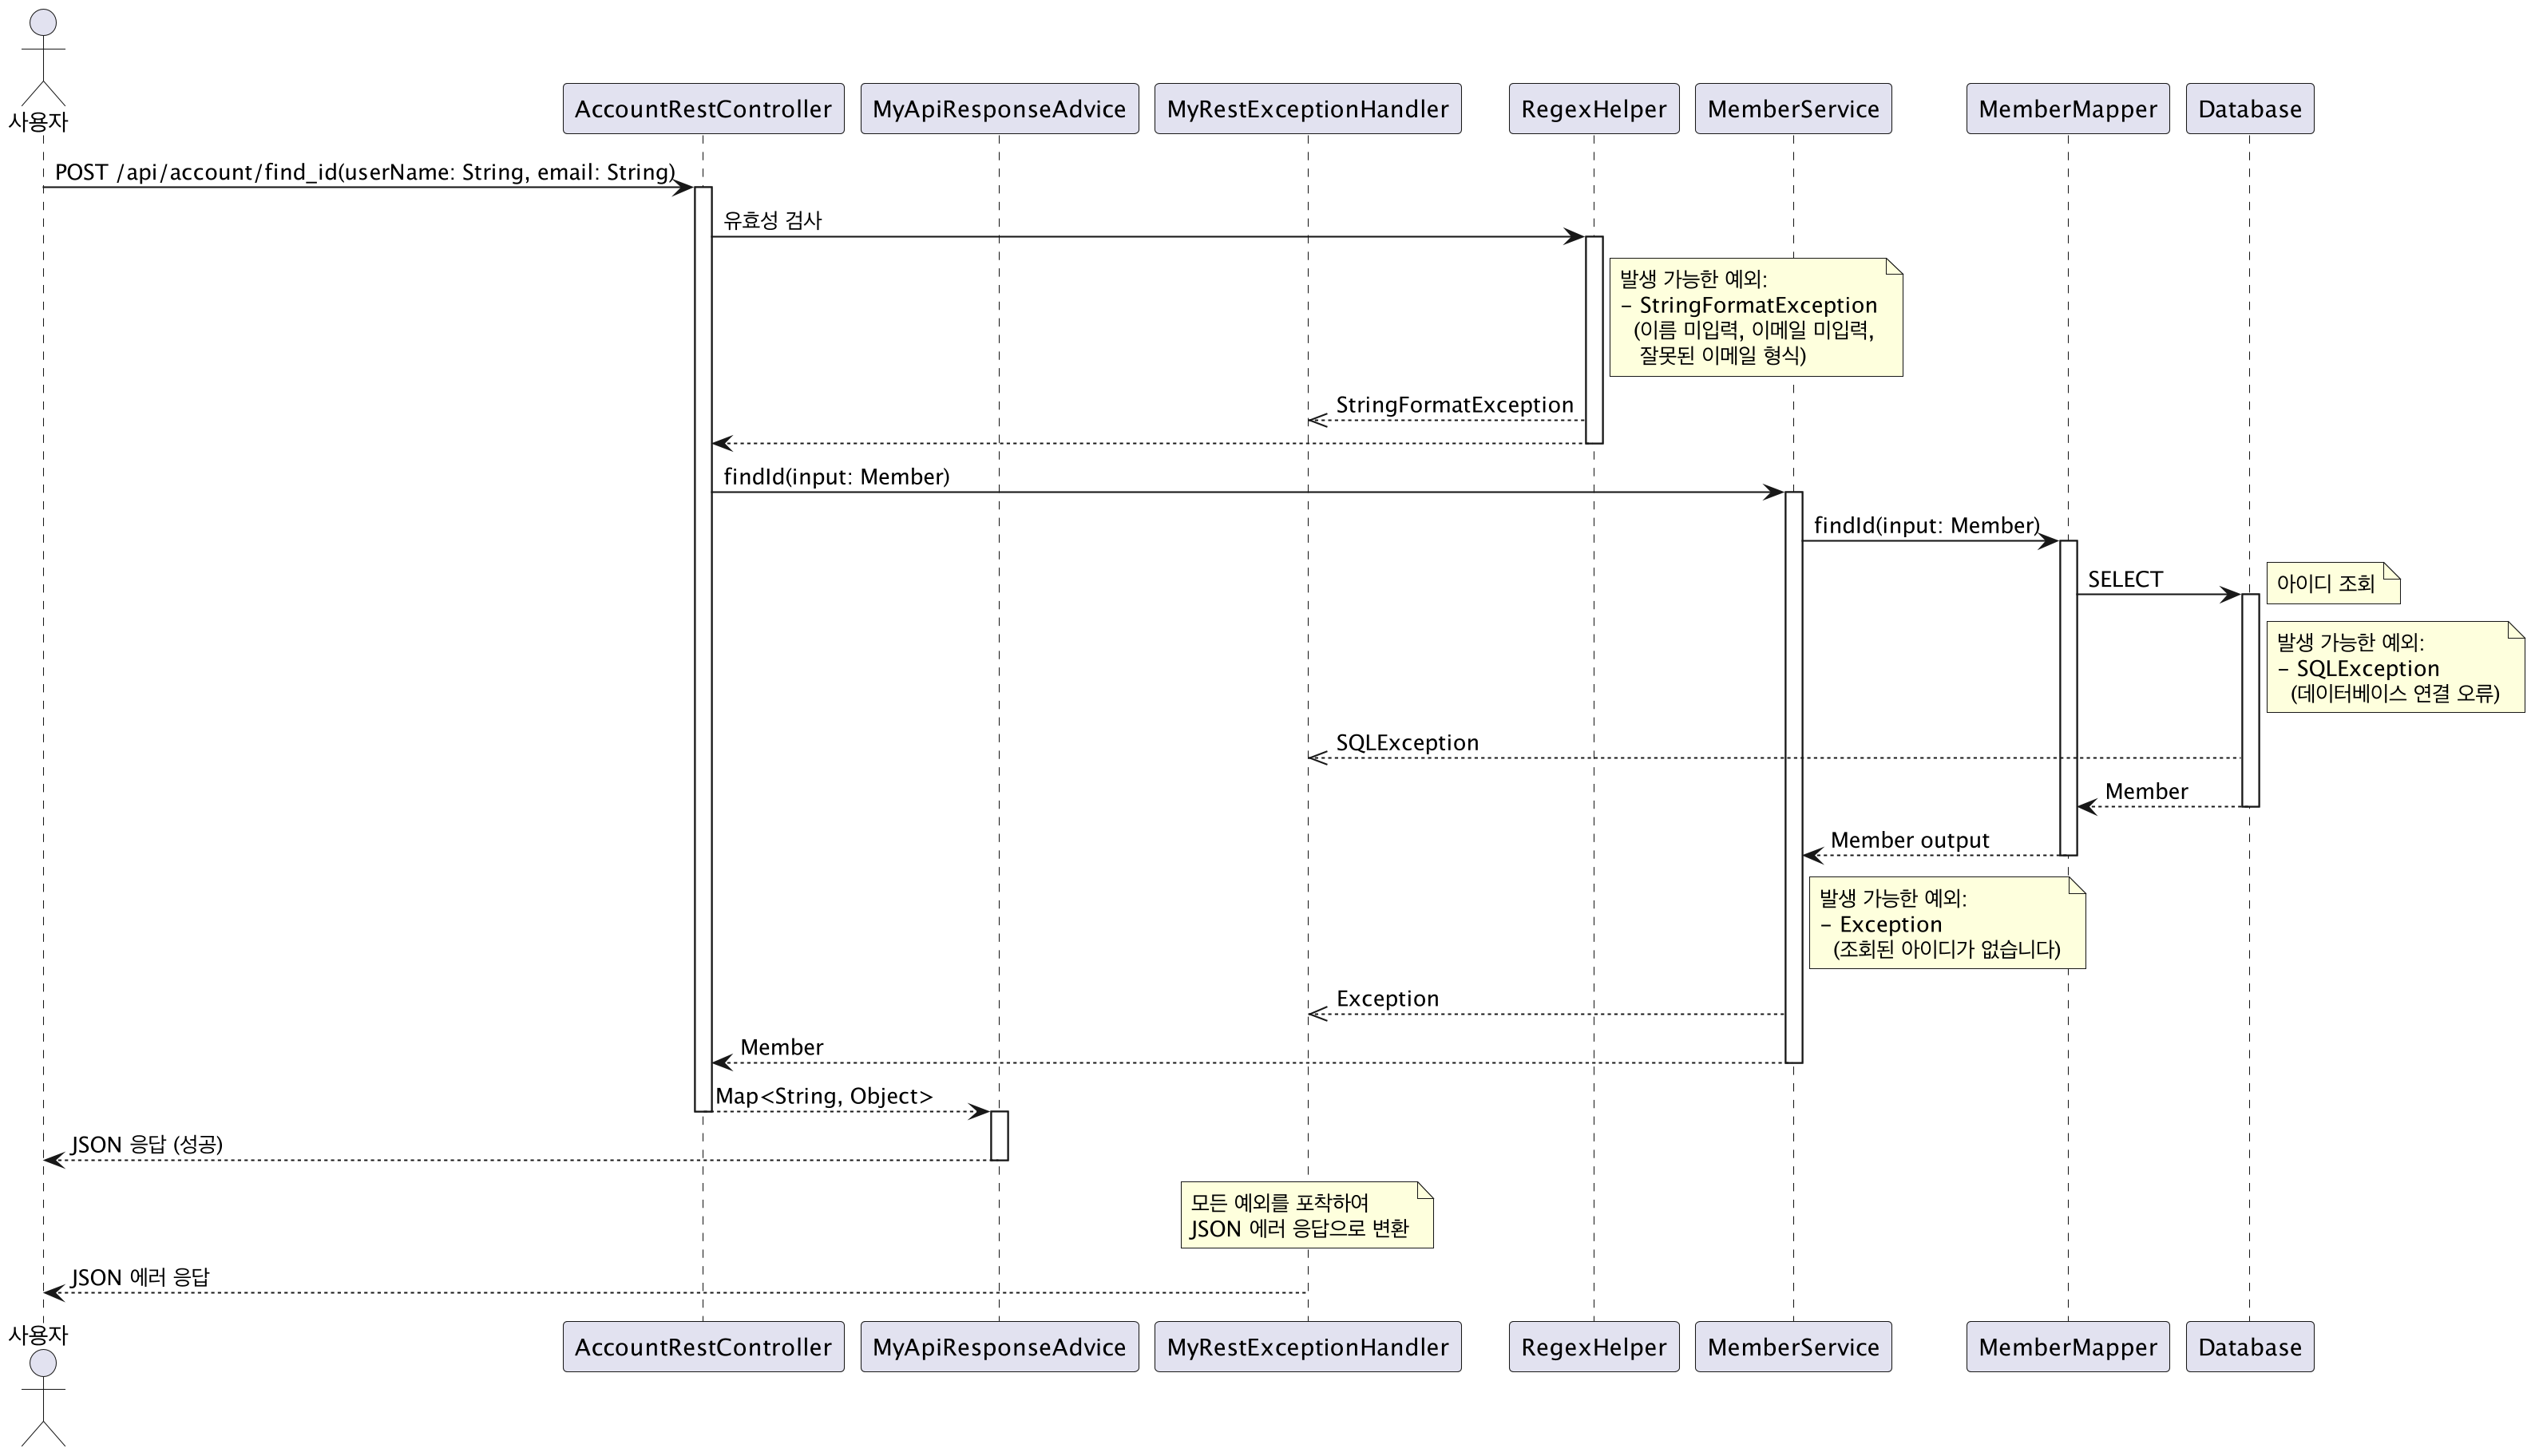 사용자
AccountRestController
MyApiResponseAdvice
MyRestExceptionHandler
RegexHelper
MemberService
MemberMapper
Database
POST /api/account/find_id(userName: String, email: String)
유효성 검사
발생 가능한 예외:
- StringFormatException
(이름 미입력, 이메일 미입력,
잘못된 이메일 형식)
StringFormatException
findId(input: Member)
findId(input: Member)
SELECT
아이디 조회
발생 가능한 예외:
- SQLException
(데이터베이스 연결 오류)
SQLException
Member
Member output
발생 가능한 예외:
- Exception
(조회된 아이디가 없습니다)
Exception
Member
Map<String, Object>
JSON 응답 (성공)
모든 예외를 포착하여
JSON 에러 응답으로 변환
JSON 에러 응답
사용자
AccountRestController
MyApiResponseAdvice
MyRestExceptionHandler
RegexHelper
MemberService
MemberMapper
Database